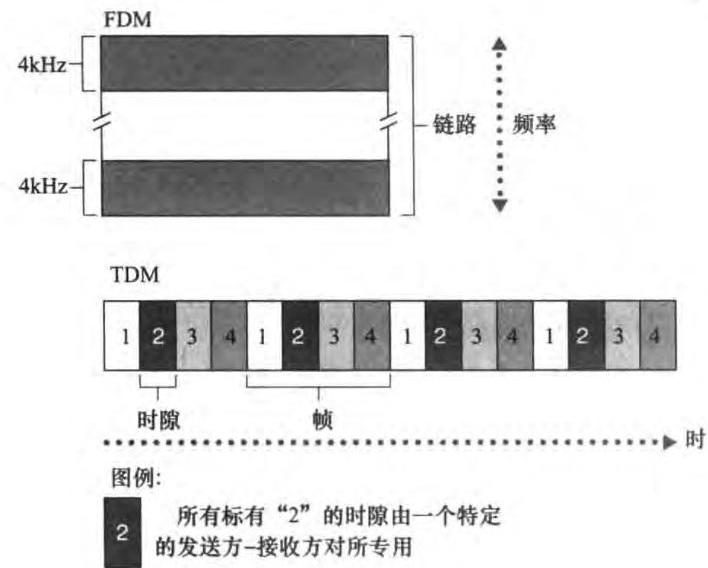 FDM
4kHz
链路
频率
4kHz
TDM
1 2 3 4 1 2 3 4 1 2 3 4 1 2 3 4
时隙
帧
时
图例:
2
所有标有“2”的时隙由一个特定
的发送方-接收方对所专用